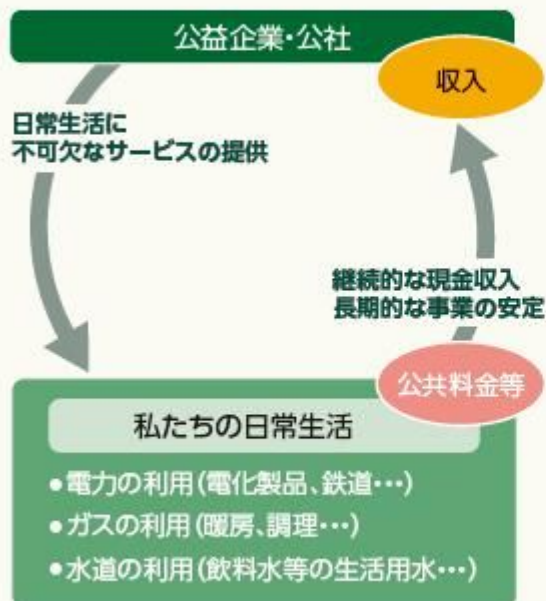 公益企業・公社
収入
日常生活に
不可欠なサービスの提供
継続的な現金収入
長期的な事業の安定
公共料金等
私たちの日常生活
●電力の利用(電化製品、鉄道・・・)
●ガスの利用(暖房、調理・・・)
●水道の利用(飲料水等の生活用水・・・)